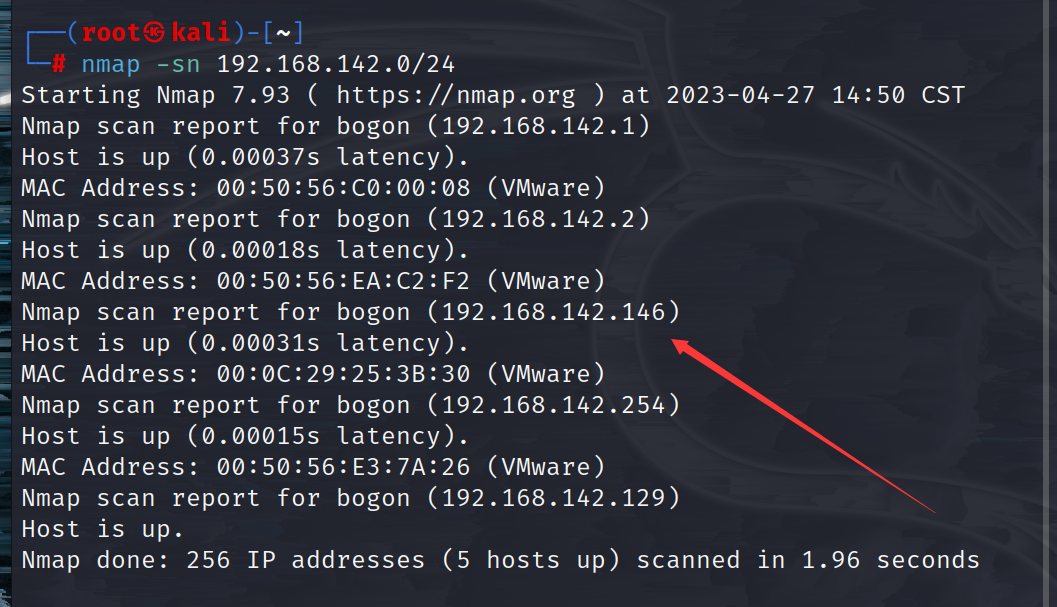 ┌──(root㉿kali)-[~]
└─# nmap -sn 192.168.142.0/24
Starting Nmap 7.93 ( https://nmap.org ) at 2023-04-27 14:50 CST
Nmap scan report for bogon (192.168.142.1)
Host is up (0.00037s latency).
MAC Address: 00:50:56:C0:00:08 (VMware)
Nmap scan report for bogon (192.168.142.2)
Host is up (0.00018s latency).
MAC Address: 00:50:56:EA:C2:F2 (VMware)
Nmap scan report for bogon (192.168.142.146)
Host is up (0.00031s latency).
MAC Address: 00:0C:29:25:3B:30 (VMware)
Nmap scan report for bogon (192.168.142.254)
Host is up (0.00015s latency).
MAC Address: 00:50:56:E3:7A:26 (VMware)
Nmap scan report for bogon (192.168.142.129)
Host is up.
Nmap done: 256 IP addresses (5 hosts up) scanned in 1.96 seconds